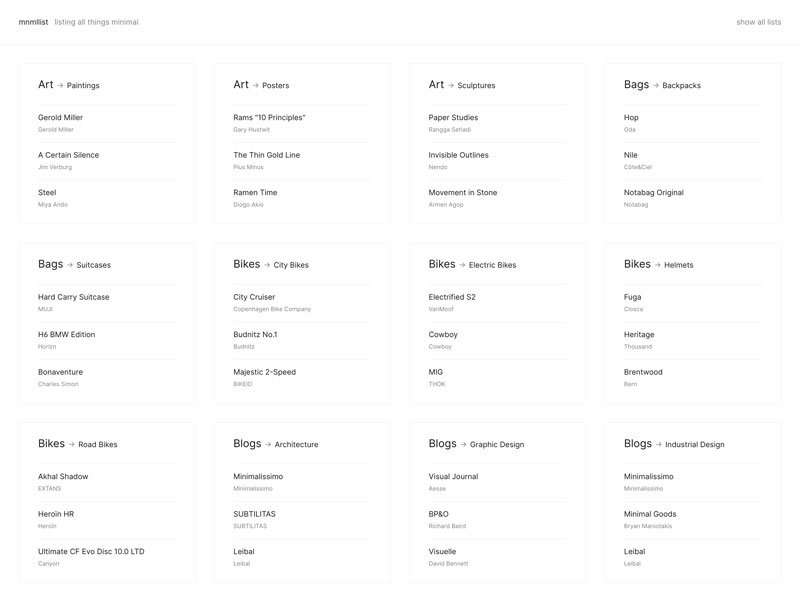 mnmllist listing all things minimal show all lists
Art → Paintings
Gerold Miller
Gerold Miller
A Certain Silence
Jim Verburg
Steel
Miya Ando
Art → Posters
Rams "10 Principles"
Gary Hustwit
The Thin Gold Line
Plus Minus
Ramen Time
Diogo Akio
Art → Sculptures
Paper Studies
Rangga Setiadi
Invisible Outlines
Nendo
Movement in Stone
Armen Agop
Bags → Backpacks
Hop
Oda
Nile
Côte&Ciel
Notabag Original
Notabag
Bags → Suitcases
Hard Carry Suitcase
MUJI
H6 BMW Edition
Horizn
Bonaventure
Charles Simon
Bikes → City Bikes
City Cruiser
Copenhagen Bike Company
Budnitz No.1
Budnitz
Majestic 2-Speed
BIKEID
Bikes → Electric Bikes
Electrified S2
VanMoof
Cowboy
Cowboy
MIG
THOK
Bikes → Helmets
Fuga
Closca
Heritage
Thousand
Brentwood
Bern
Bikes → Road Bikes
Akhal Shadow
EXTANS
Heroïn HR
Heroïn
Ultimate CF Evo Disc 10.0 LTD
Canyon
Blogs → Architecture
Minimalissimo
Minimalissimo
SUBTILITAS
SUBTILITAS
Leibal
Leibal
Blogs → Graphic Design
Visual Journal
Aesse
BP&O
Richard Baird
Visuelle
David Bennett
Blogs → Industrial Design
Minimalissimo
Minimalissimo
Minimal Goods
Bryan Maniotakis
Leibal
Leibal